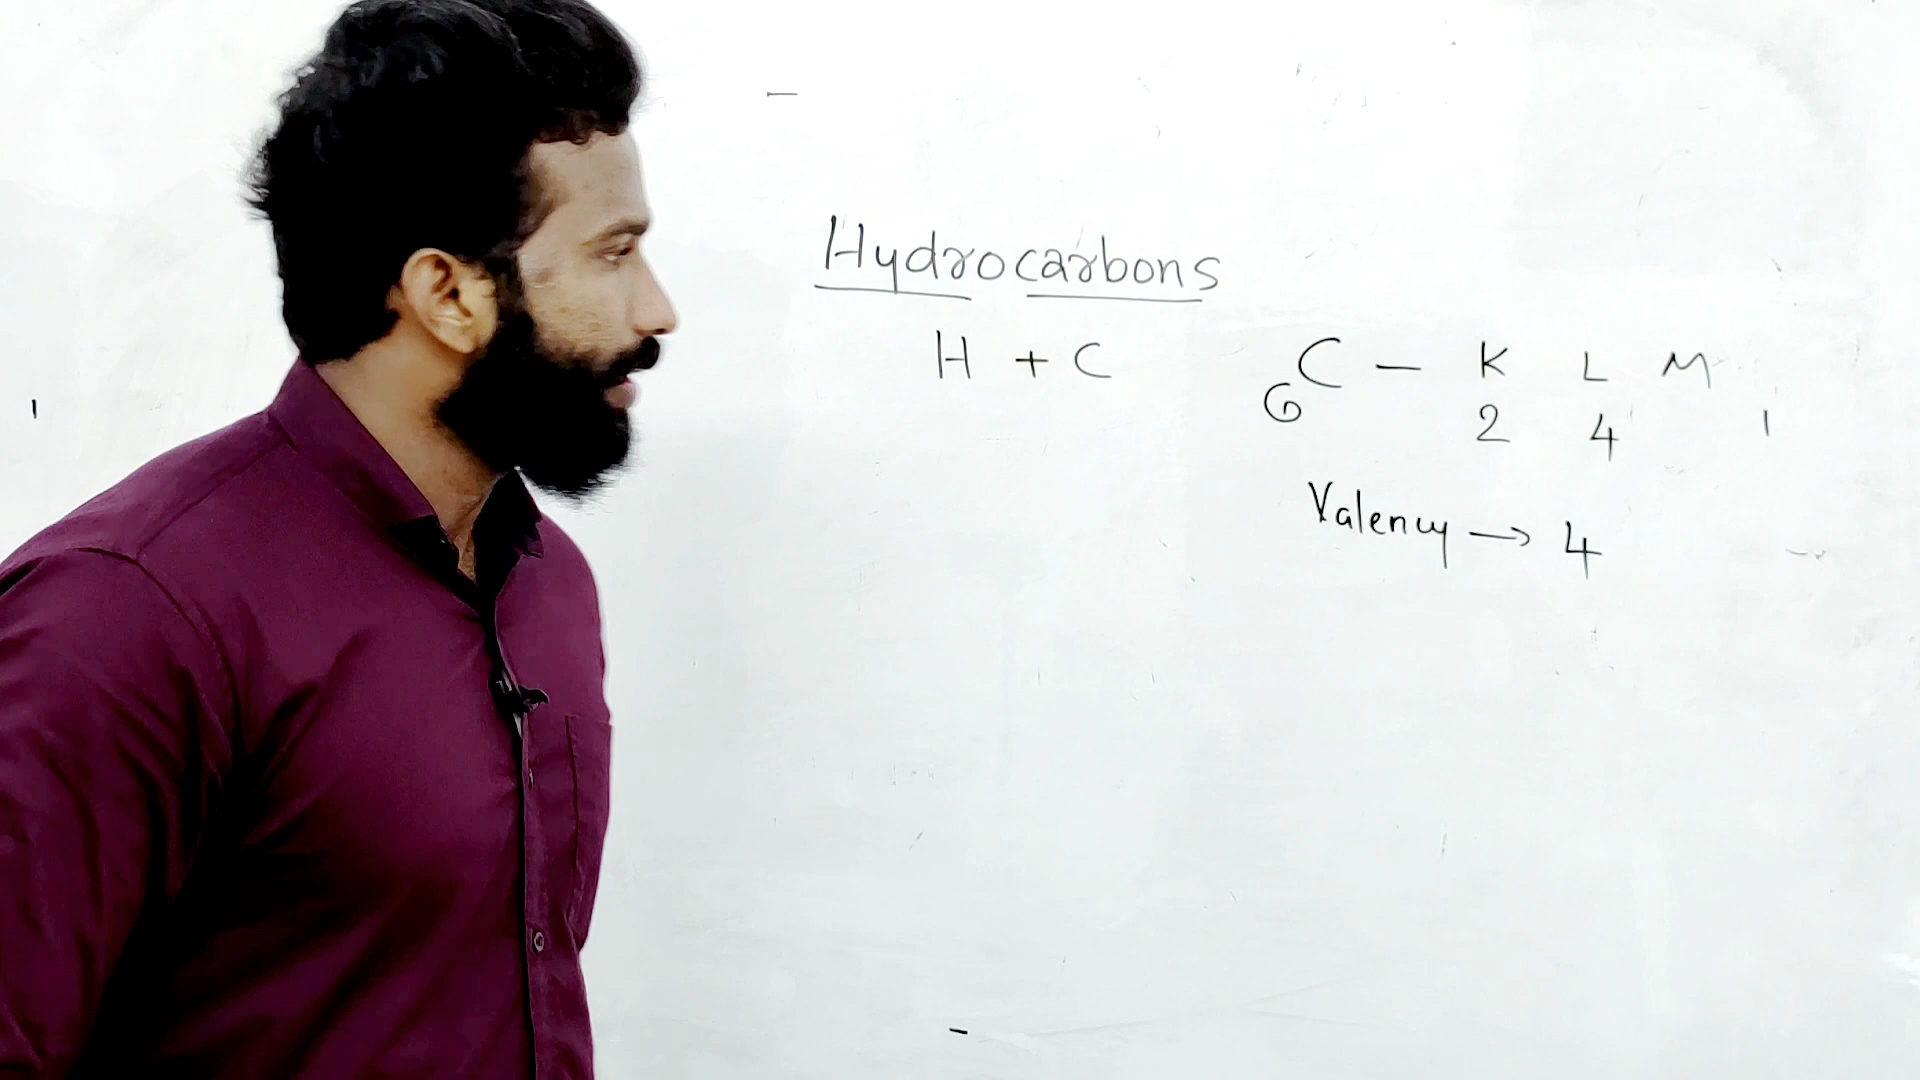 Hydrocarbons
H + C
6C — K L M
2 4
Valency → 4